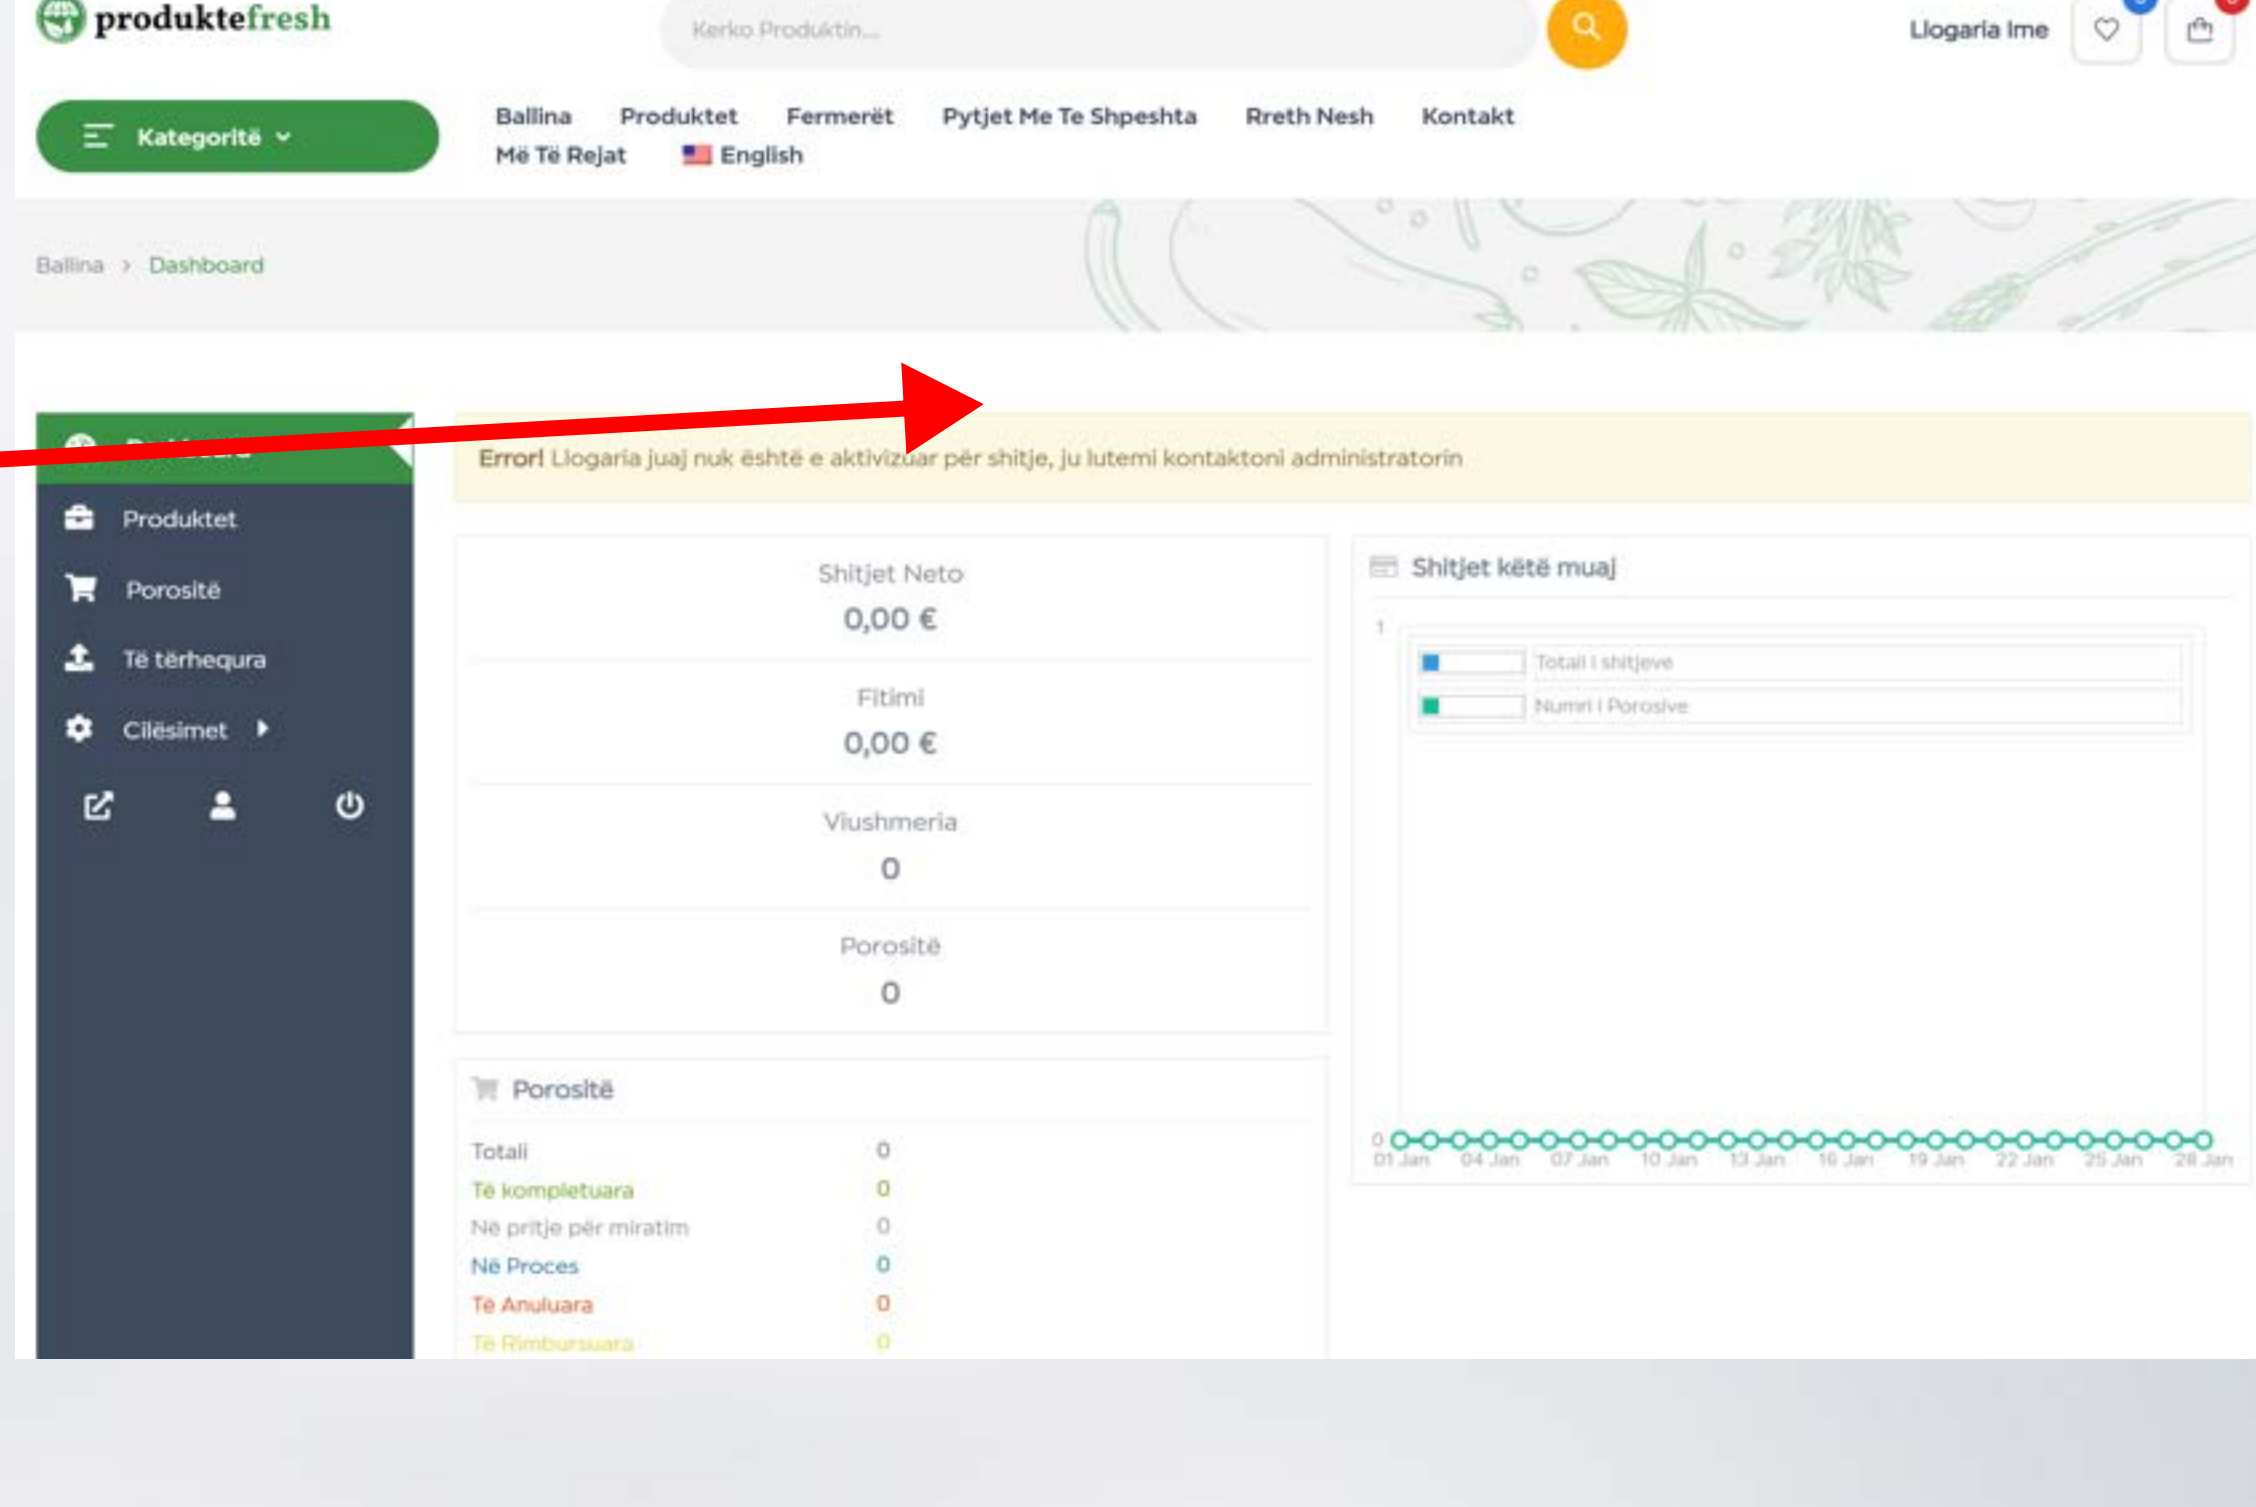 produktefresh
Kerko Produktin...
Llogaria Ime
Kategoritë
Ballina Produktet Fermerët Pytjet Me Te Shpeshta Rreth Nesh Kontakt
Më Të Rejat English
Ballina > Dashboard
Error! Llogaria juaj nuk është e aktivizuar për shitje, ju lutemi kontaktoni administratorin
Produktet
Porositë
Të tërhequra
Cilësimet
Shitjet Neto
0,00 €
Fitimi
0,00 €
Viushmeria
0
Porositë
0
Shitjet këtë muaj
1
Totali i shitjeve
Numri i Porosive
0
01 Jan 04 Jan 07 Jan 10 Jan 13 Jan 16 Jan 19 Jan 22 Jan 25 Jan 28 Jan
Porositë
Totali 0
Të kompletuara 0
Në pritje për miratim 0
Në Proces 0
Të Anuluara 0
Të Rimbursuara 0